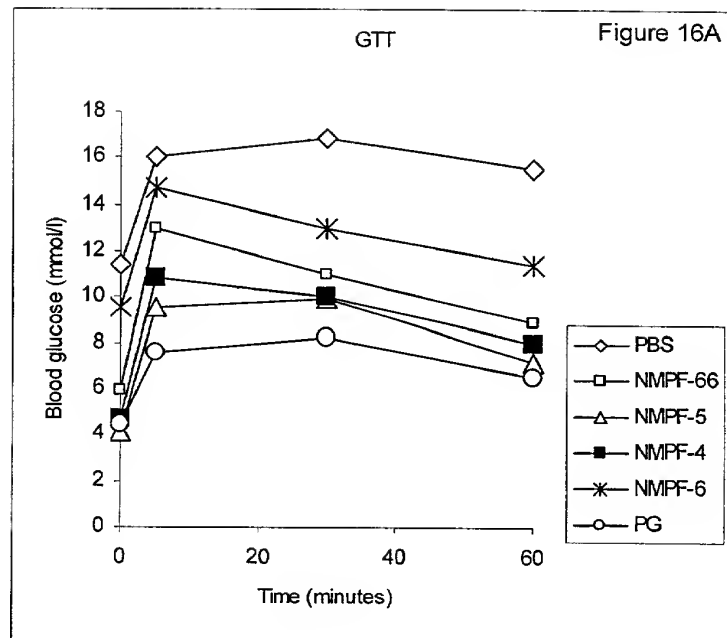 Figure 16A
GTT
Blood glucose (mmol/l)
18
16
14
12
10
8
6
4
2
0
0 20 40 60
Time (minutes)
PBS
NMPF-66
NMPF-5
NMPF-4
NMPF-6
PG